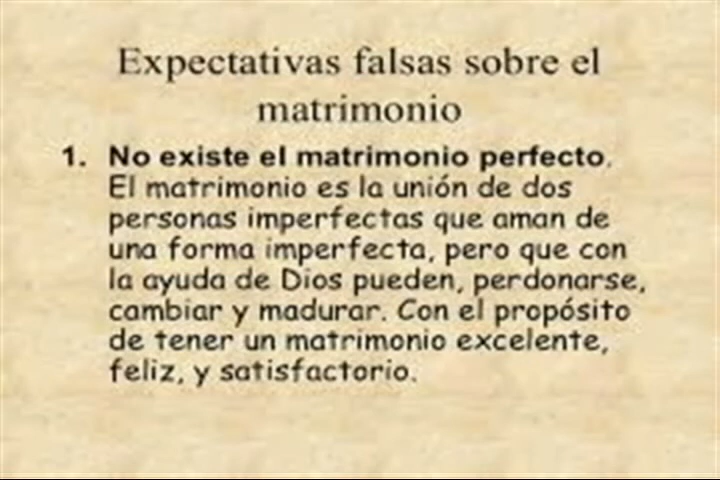 Expectativas falsas sobre el
matrimonio
1. No existe el matrimonio perfecto.
El matrimonio es la unión de dos
personas imperfectas que aman de
una forma imperfecta, pero que con
la ayuda de Dios pueden, perdonarse,
cambiar y madurar. Con el propósito
de tener un matrimonio excelente,
feliz, y satisfactorio.